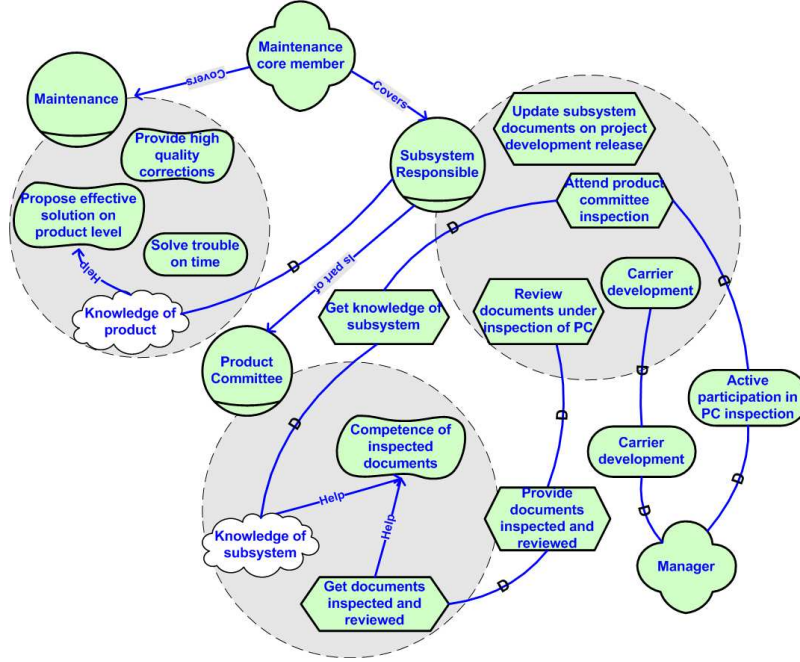 Maintenance
core member
Covers
Covers
Maintenance
Provide high
quality
corrections
Propose effective
solution on
product level
Solve trouble
on time
Help
Knowledge of
product
Subsystem
Responsible
Update subsystem
documents on project
development release
Attend product
committee
inspection
D
D
D
Is part of
Get knowledge of
subsystem
Review
documents under
inspection of PC
Carrier
development
Product
Committee
D
Active
participation in
PC inspection
D
D
Competence of
inspected
documents
Carrier
development
D
Help
Knowledge of
subsystem
Help
Provide
documents
inspected and
reviewed
Manager
Get documents
inspected and
reviewed
D
D